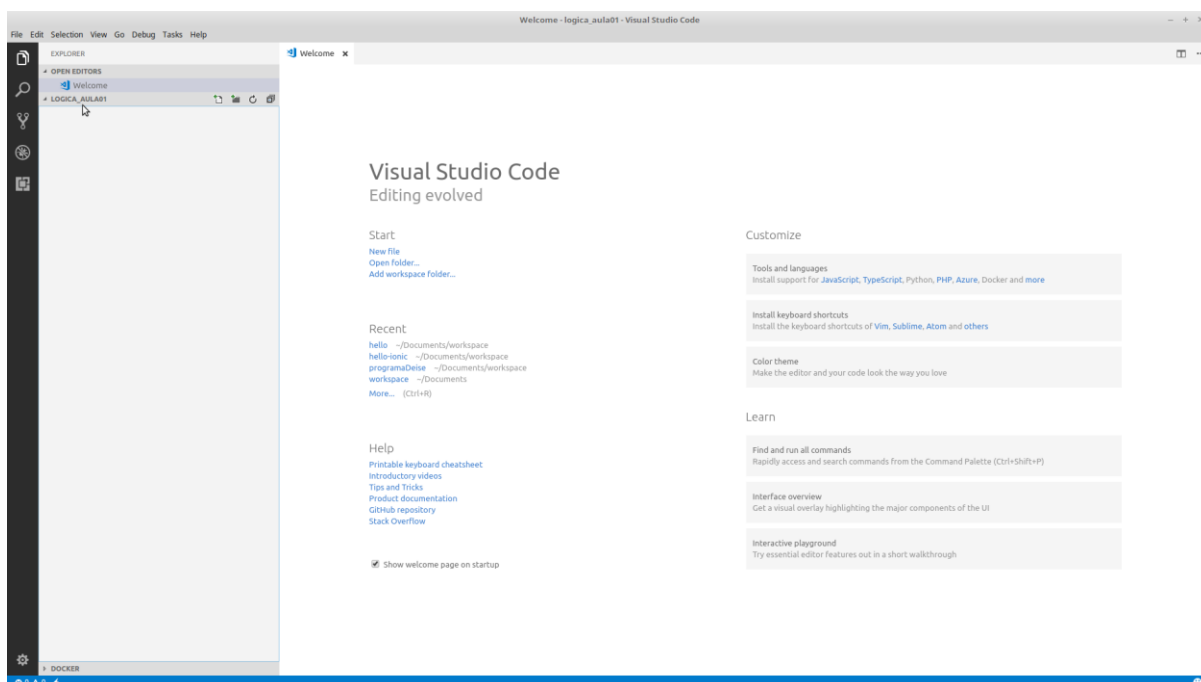 Welcome - logica_aula01 - Visual Studio Code
File Edit Selection View Go Debug Tasks Help
EXPLORER
Welcome
OPEN EDITORS
Welcome
LOGICA_AULA01
Visual Studio Code
Editing evolved
Start
New file
Open folder...
Add workspace folder...
Recent
hello ~/Documents/workspace
hello-ionic ~/Documents/workspace
programaDeise ~/Documents/workspace
workspace ~/Documents
More... (Ctrl+R)
Help
Printable keyboard cheatsheet
Introductory videos
Tips and Tricks
Product documentation
GitHub repository
Stack Overflow
Show welcome page on startup
Customize
Tools and languages
Install support for JavaScript, TypeScript, Python, PHP, Azure, Docker and more
Install keyboard shortcuts
Install the keyboard shortcuts of Vim, Sublime, Atom and others
Color theme
Make the editor and your code look the way you love
Learn
Find and run all commands
Rapidly access and search commands from the Command Palette (Ctrl+Shift+P)
Interface overview
Get a visual overlay highlighting the major components of the UI
Interactive playground
Try essential editor features out in a short walkthrough
DOCKER